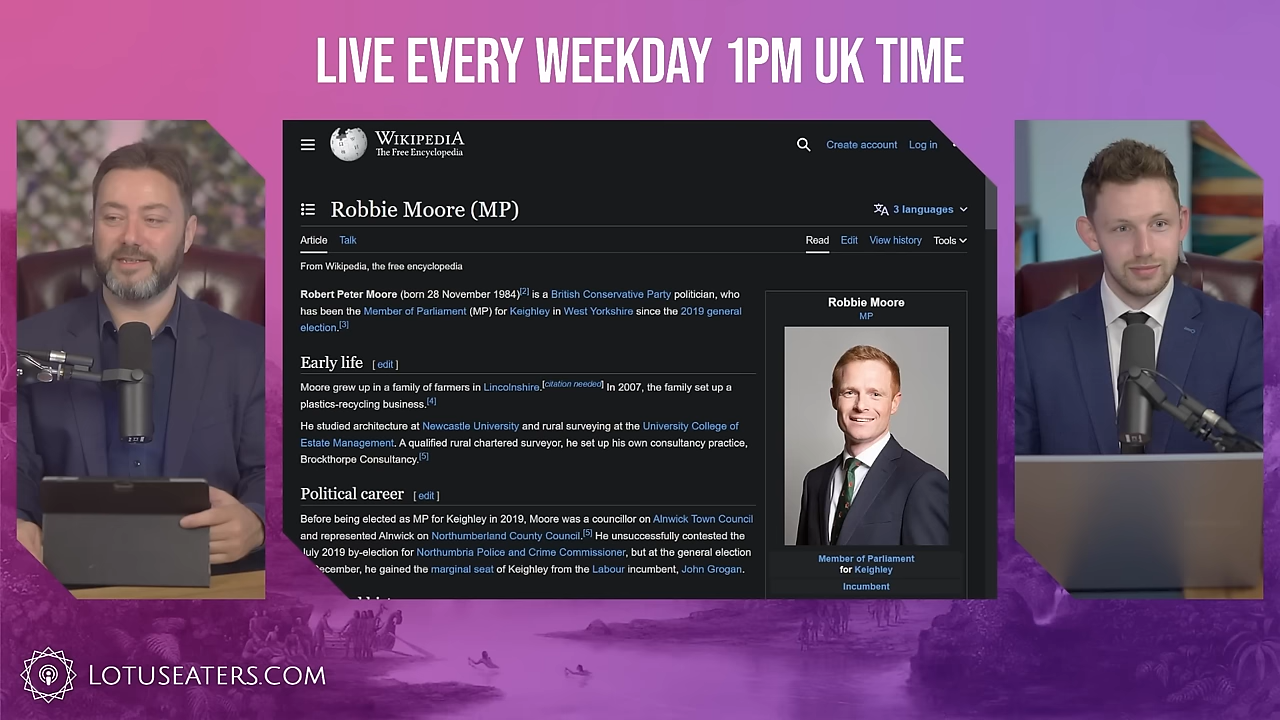 LIVE EVERY WEEKDAY 1PM UK TIME
WIKIPEDIA
The Free Encyclopedia
Create account Log in
Robbie Moore (MP)
3 languages
Article Talk
Read Edit View history Tools
From Wikipedia, the free encyclopedia
Robert Peter Moore (born 28 November 1984)[2] is a British Conservative Party politician, who
has been the Member of Parliament (MP) for Keighley in West Yorkshire since the 2019 general
election.[3]
Early life [ edit ]
Moore grew up in a family of farmers in Lincolnshire.[citation needed] In 2007, the family set up a
plastics-recycling business.[4]
He studied architecture at Newcastle University and rural surveying at the University College of
Estate Management. A qualified rural chartered surveyor, he set up his own consultancy practice,
Brockthorpe Consultancy.[5]
Political career [ edit ]
Before being elected as MP for Keighley in 2019, Moore was a councillor on Alnwick Town Council
and represented Alnwick on Northumberland County Council.[5] He unsuccessfully contested the
July 2019 by-election for Northumbria Police and Crime Commissioner, but at the general election
December, he gained the marginal seat of Keighley from the Labour incumbent, John Grogan.
Robbie Moore
MP
Member of Parliament
for Keighley
Incumbent
LOTUSEATERS.COM